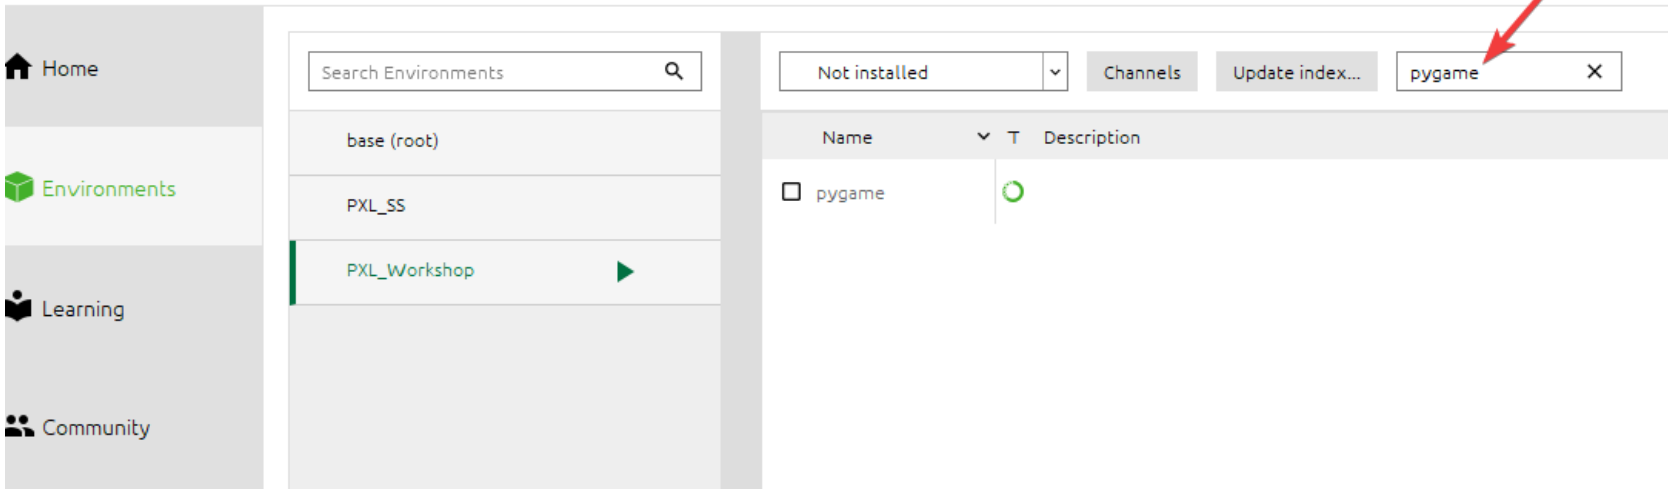 Home
Environments
Learning
Community
Search Environments
base (root)
PXL_SS
PXL_Workshop
Not installed
Channels
Update index...
pygame
Name
T
Description
pygame